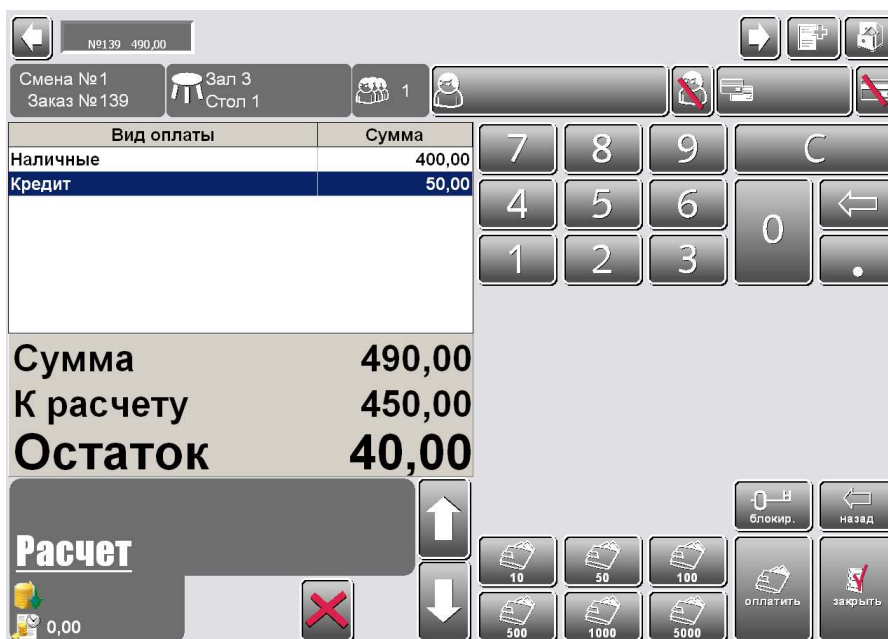 №139 490,00
Смена №1
Заказ №139
Зал 3
Стол 1
1
Вид оплаты Сумма
Наличные 400,00
Кредит 50,00
7 8 9 C
4 5 6 0
1 2 3 .
Сумма 490,00
К расчету 450,00
Остаток 40,00
блокир. назад
Расчет
10 50 100
оплатить закрыть
0,00
500 1000 5000